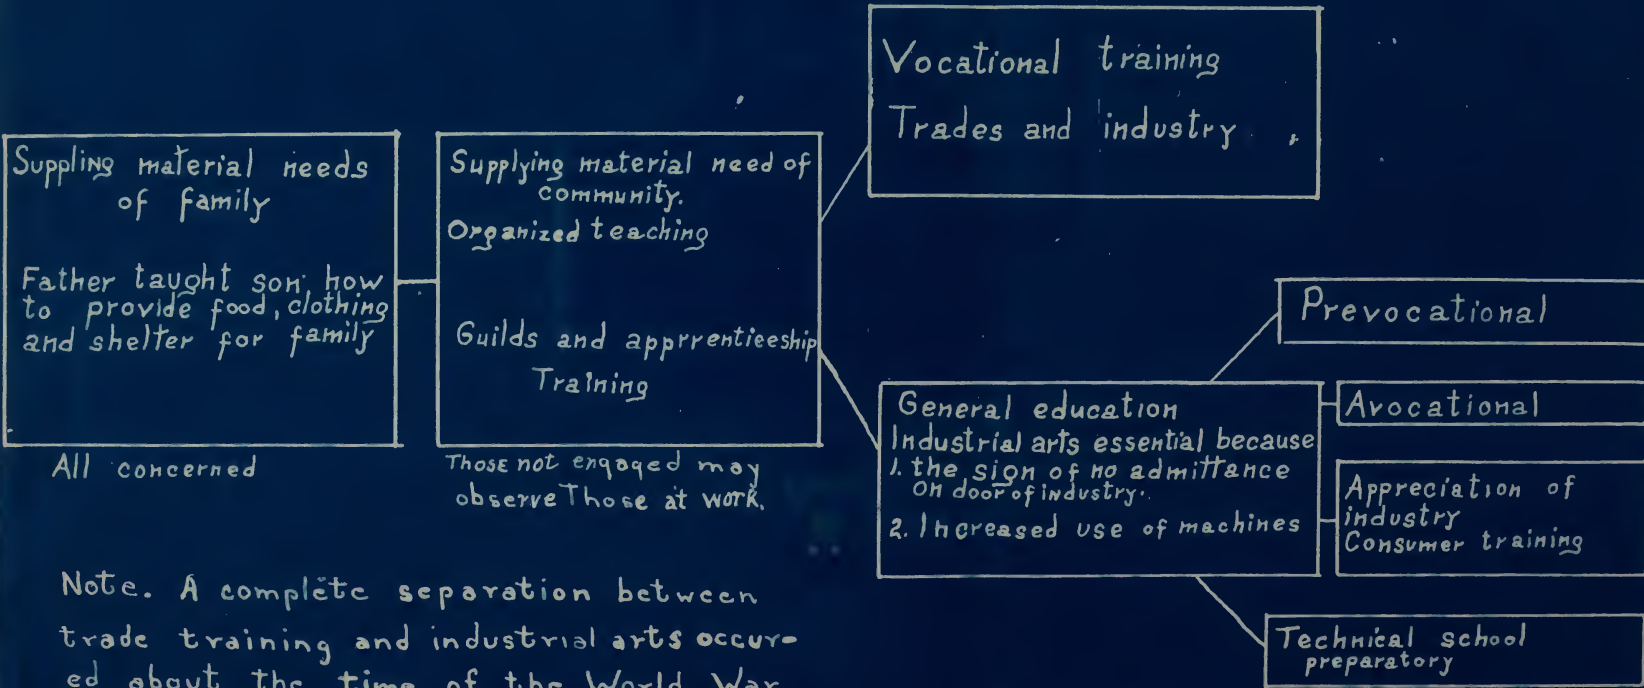 Suppling material needs
of family
Father taught son, how
to provide food, clothing
and shelter for family
All concerned
Supplying material need of
community.
Organized teaching
Guilds and apprrenticeship
Training
Those not engaged may
observe Those at work.
Vocational training
Trades and industry
General education
Industrial arts essential because
1. the sign of no admittance
on door of industry.
2. Increased use of machines
Prevocational
Avocational
Appreciation of
industry
Consumer training
Technical school
preparatory
Note. A complete separation between
trade training and industrial arts occur-
ed about the time of the World War